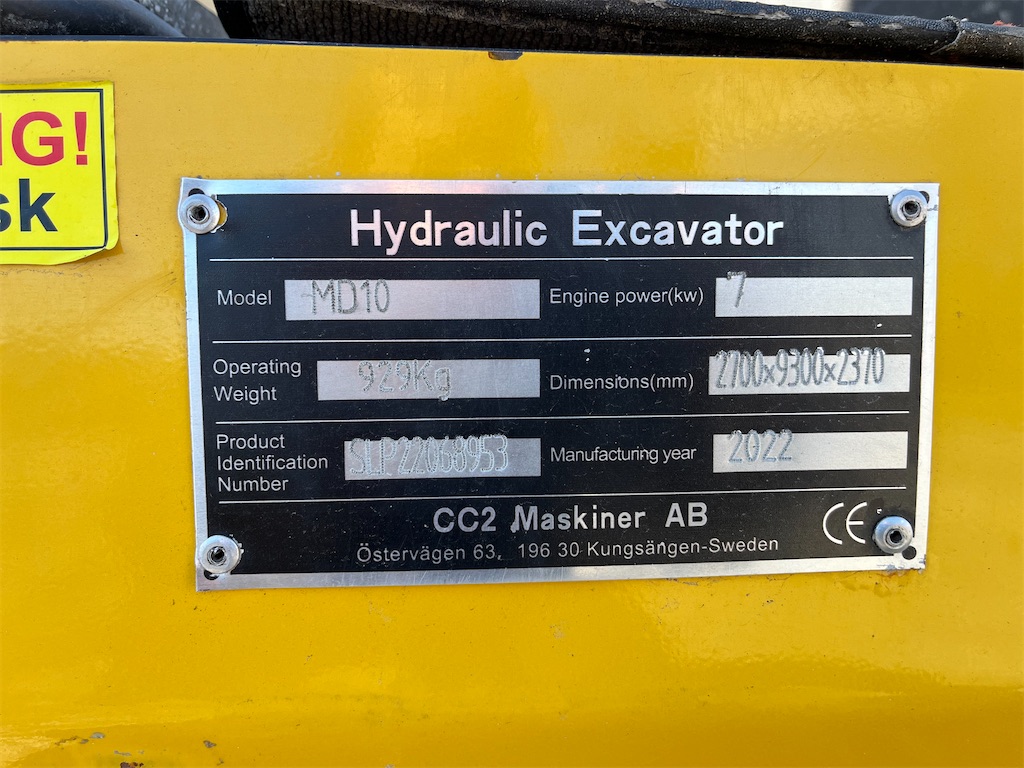 NG!
sk
Hydraulic Excavator
Model MD10 Engine power(kw) 7
Operating Weight 929Kg Dimensions(mm) 2700x9300x2370
Product Identification Number SLP22068953 Manufacturing year 2022
CC2 Maskiner AB
Östervägen 63, 196 30 Kungsängen-Sweden
CE